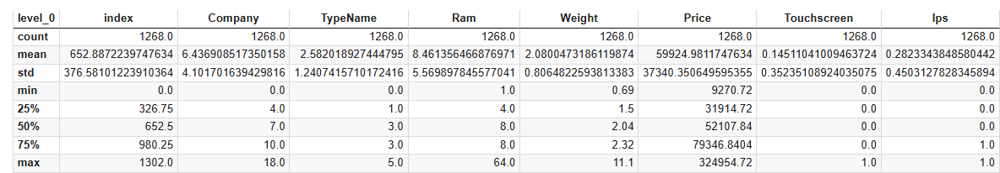 level_0 index Company TypeName Ram Weight Price Touchscreen Ips
count 1268.0 1268.0 1268.0 1268.0 1268.0 1268.0 1268.0 1268.0
mean 652.8872239747634 6.436908517350158 2.582018927444795 8.461356466876971 2.0800473186119874 59924.9811747634 0.14511041009463724 0.2823343848580442
std 376.58101223910364 4.101701639429816 1.2407415710172416 5.569897845577041 0.8064822593813383 37340.350649595355 0.35235108924035075 0.4503127828345894
min 0.0 0.0 0.0 1.0 0.69 9270.72 0.0 0.0
25% 326.75 4.0 1.0 4.0 1.5 31914.72 0.0 0.0
50% 652.5 7.0 3.0 8.0 2.04 52107.84 0.0 0.0
75% 980.25 10.0 3.0 8.0 2.32 79346.8404 0.0 1.0
max 1302.0 18.0 5.0 64.0 11.1 324954.72 1.0 1.0